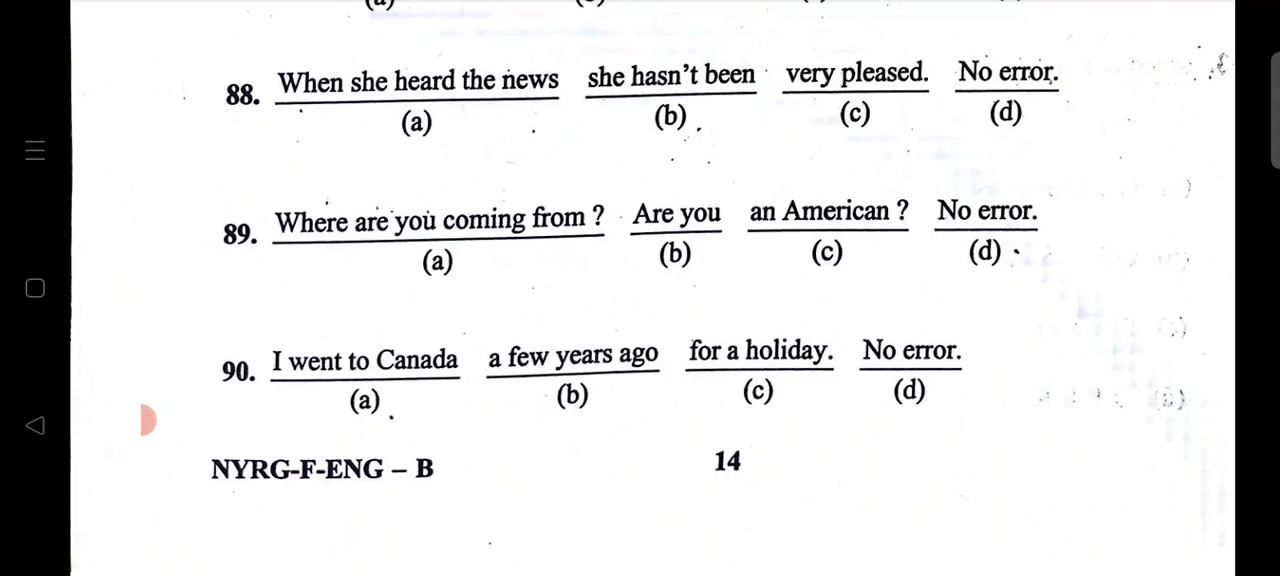 88. When she heard the news she hasn't been very pleased. No error.
(a) (b) (c) (d)
89. Where are you coming from ? Are you an American ? No error.
(a) (b) (c) (d)
90. I went to Canada a few years ago for a holiday. No error.
(a) (b) (c) (d)
NYRG-F-ENG – B 14